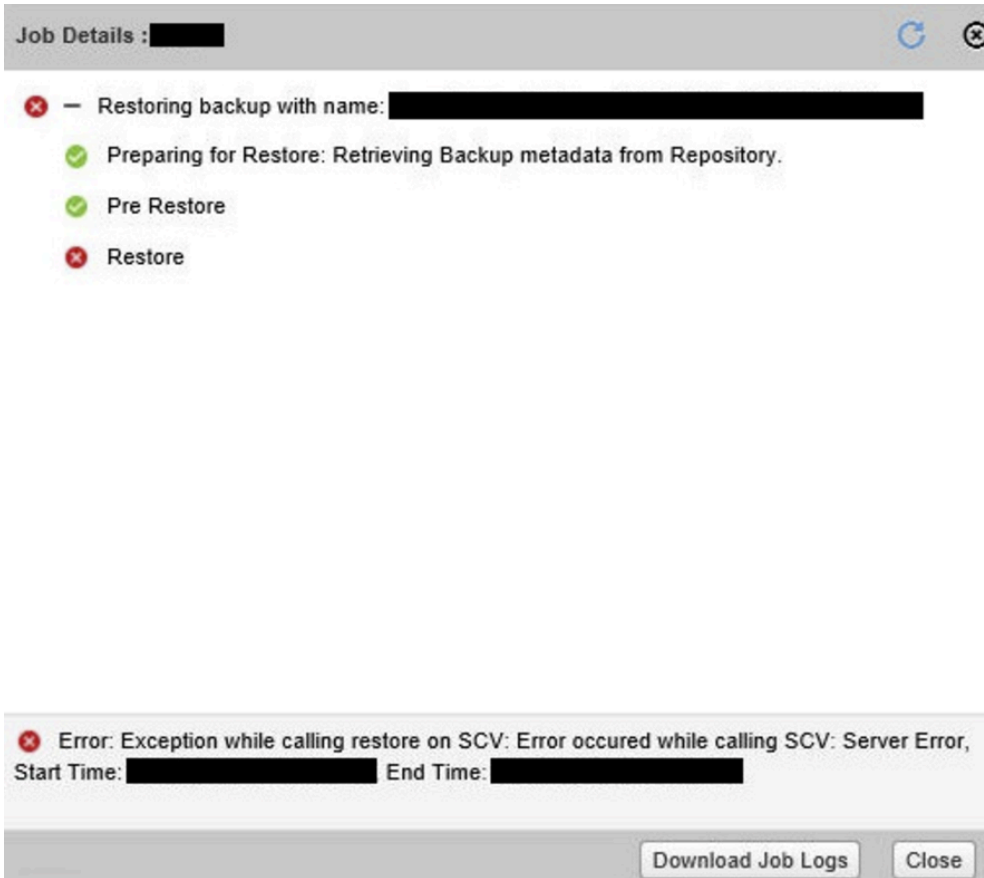 Job Details :
Restoring backup with name:
Preparing for Restore: Retrieving Backup metadata from Repository.
Pre Restore
Restore
Error: Exception while calling restore on SCV: Error occured while calling SCV: Server Error,
Start Time: End Time:
Download Job Logs Close